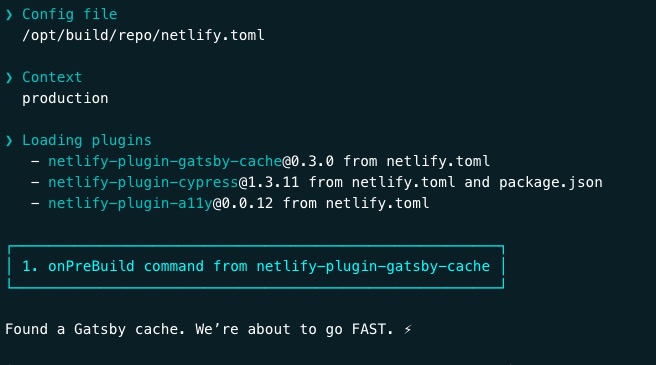 ❯ Config file
/opt/build/repo/netlify.toml
❯ Context
production
❯ Loading plugins
– netlify-plugin-gatsby-cache@0.3.0 from netlify.toml
– netlify-plugin-cypress@1.3.11 from netlify.toml and package.json
– netlify-plugin-a11y@0.0.12 from netlify.toml
1. onPreBuild command from netlify-plugin-gatsby-cache
Found a Gatsby cache. We’re about to go FAST. ⚡